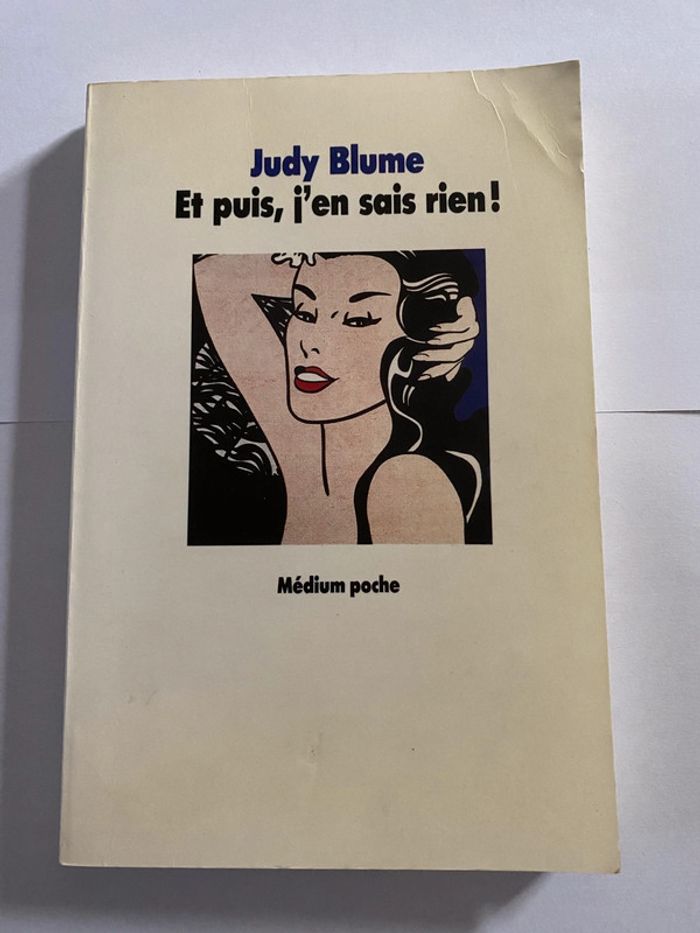 Judy Blume
Et puis, j'en sais rien!
Médium poche